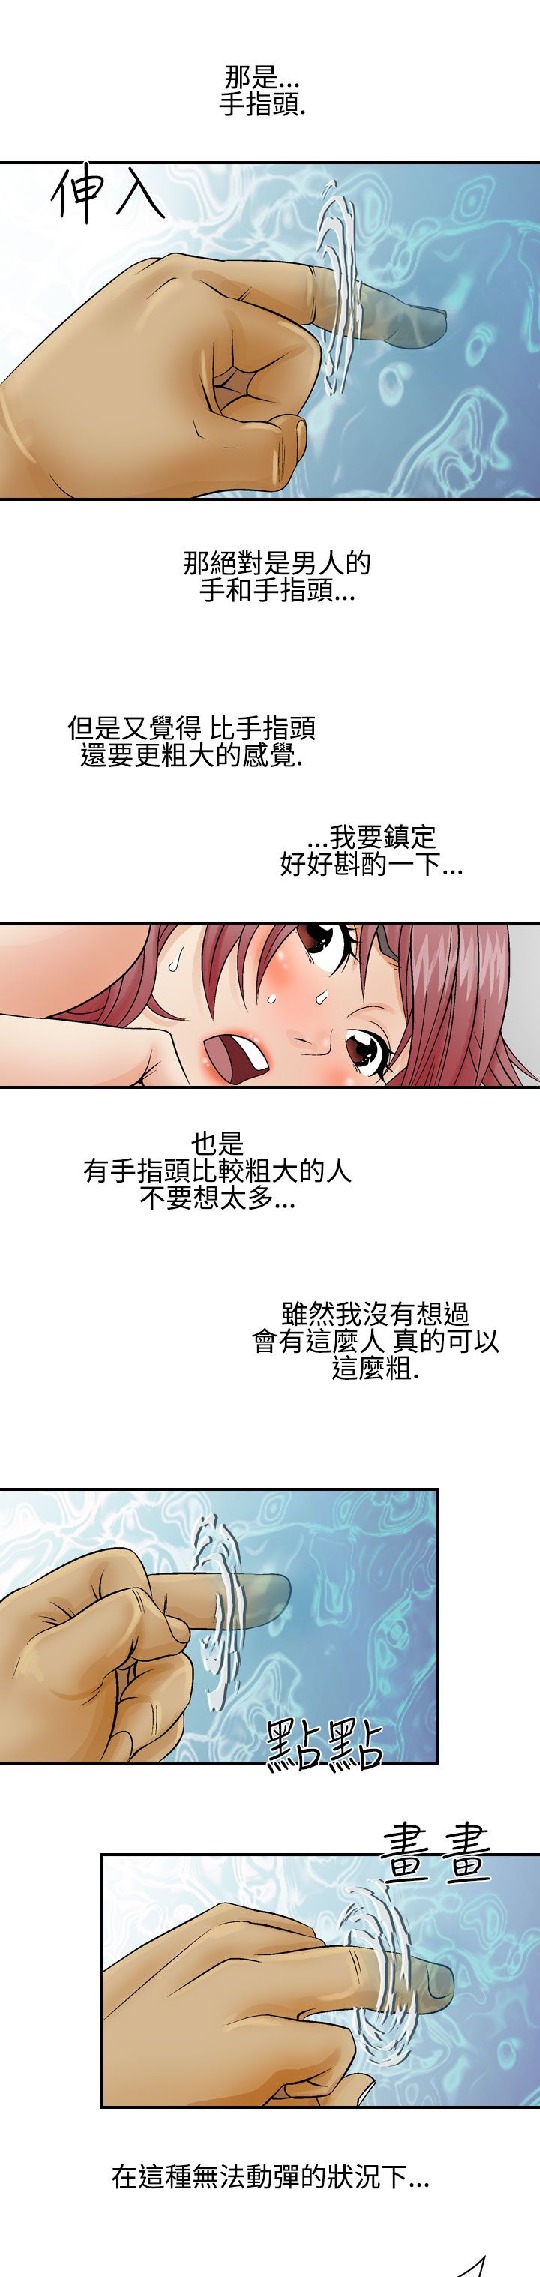 那是...
手指頭.
伸入
那絕對是男人的
手和手指頭...
但是又覺得 比手指頭
還要更粗大的感覺.
...我要鎮定
好好斟酌一下...
也是
有手指頭比較粗大的人
不要想太多...
雖然我沒有想過
會有這麼人 真的可以
這麼粗.
點點
畫畫
在這種無法動彈的狀況下...